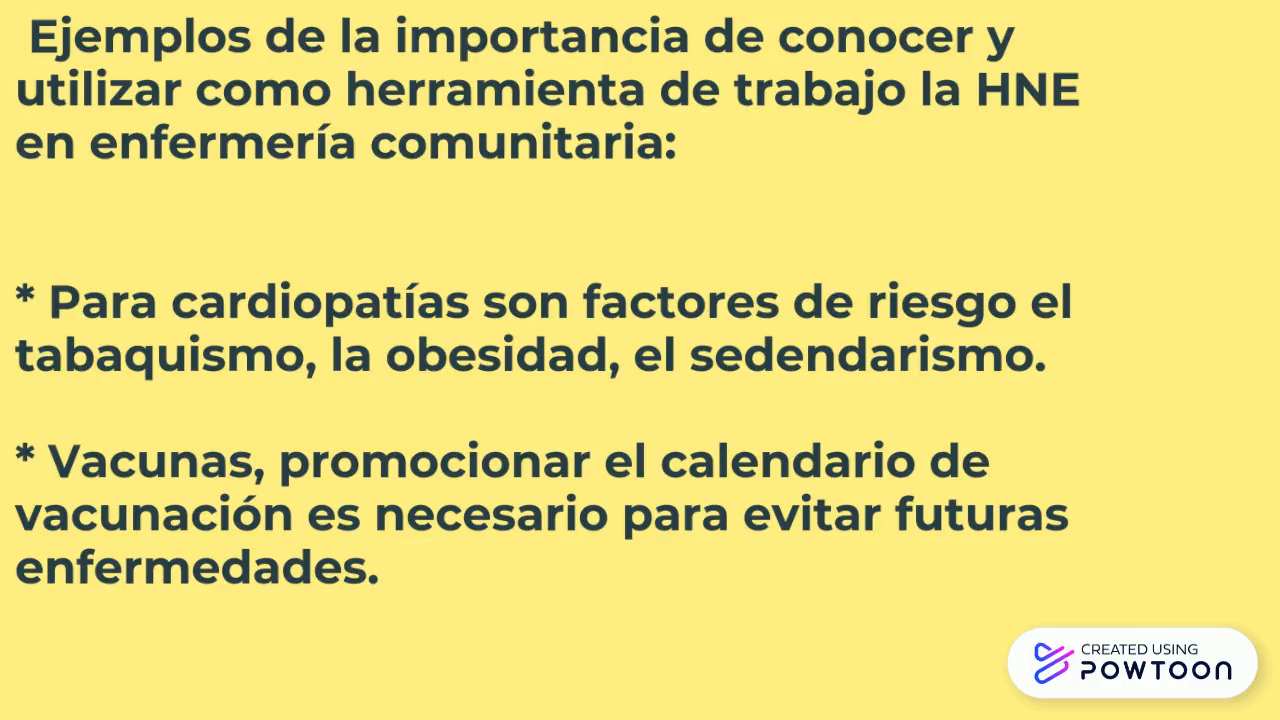 Ejemplos de la importancia de conocer y
utilizar como herramienta de trabajo la HNE
en enfermería comunitaria:
* Para cardiopatías son factores de riesgo el
tabaquismo, la obesidad, el sedendarismo.
* Vacunas, promocionar el calendario de
vacunación es necesario para evitar futuras
enfermedades.
CREATED USING
POWTOON